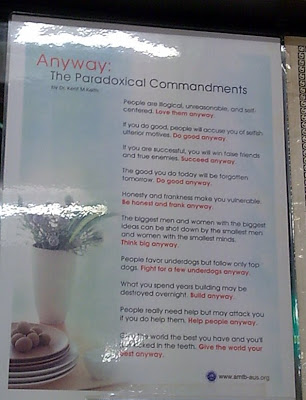 Anyway:
The Paradoxical Commandments
by Dr. Kent M Keith
People are illogical, unreasonable, and self-
centered. Love them anyway.
If you do good, people will accuse you of selfish
ulterior motives. Do good anyway.
If you are successful, you will win false friends
and true enemies. Succeed anyway.
The good you do today will be forgotten
tomorrow. Do good anyway.
Honesty and frankness make you vulnerable.
Be honest and frank anyway.
The biggest men and women with the biggest
ideas can be shot down by the smallest men
and women with the smallest minds.
Think big anyway.
People favor underdogs but follow only top
dogs. Fight for a few underdogs anyway.
What you spend years building may be
destroyed overnight. Build anyway.
People really need help but may attack you
if you do help them. Help people anyway.
the world the best you have and you'll
kicked in the teeth. Give the world your
best anyway.